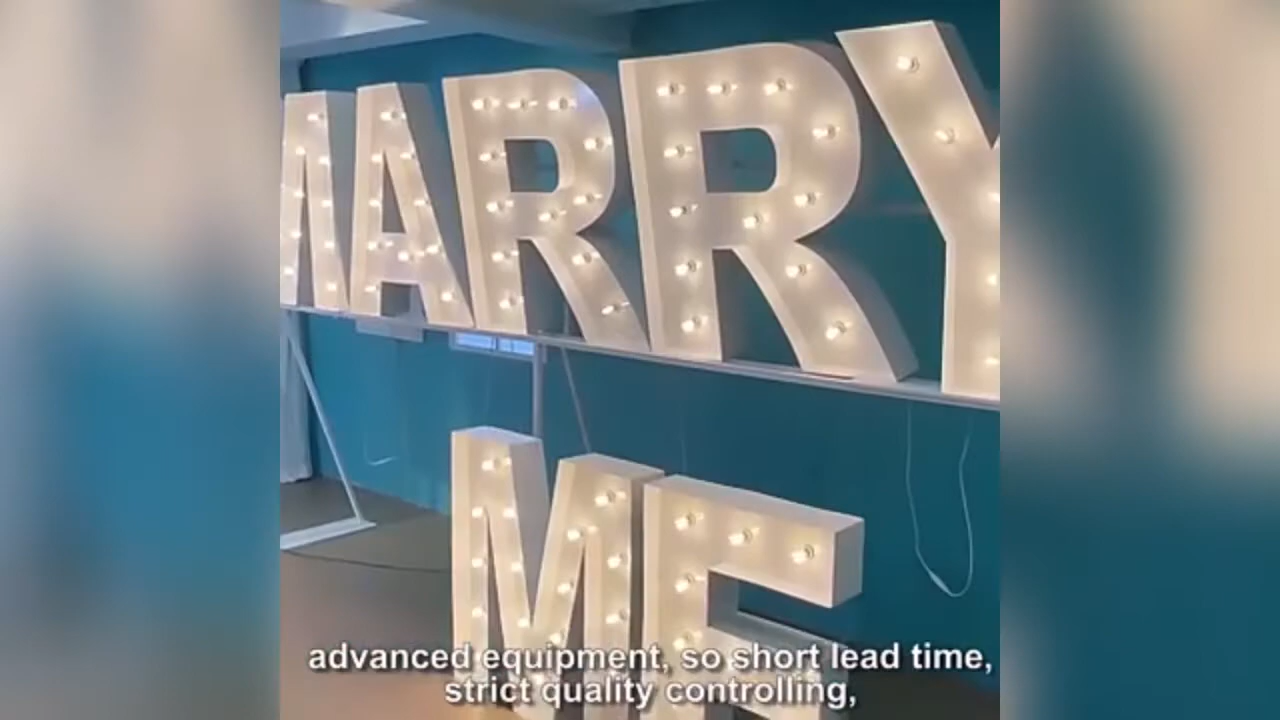 MARRY
ME
advanced equipment, so short lead time,
strict quality controlling,